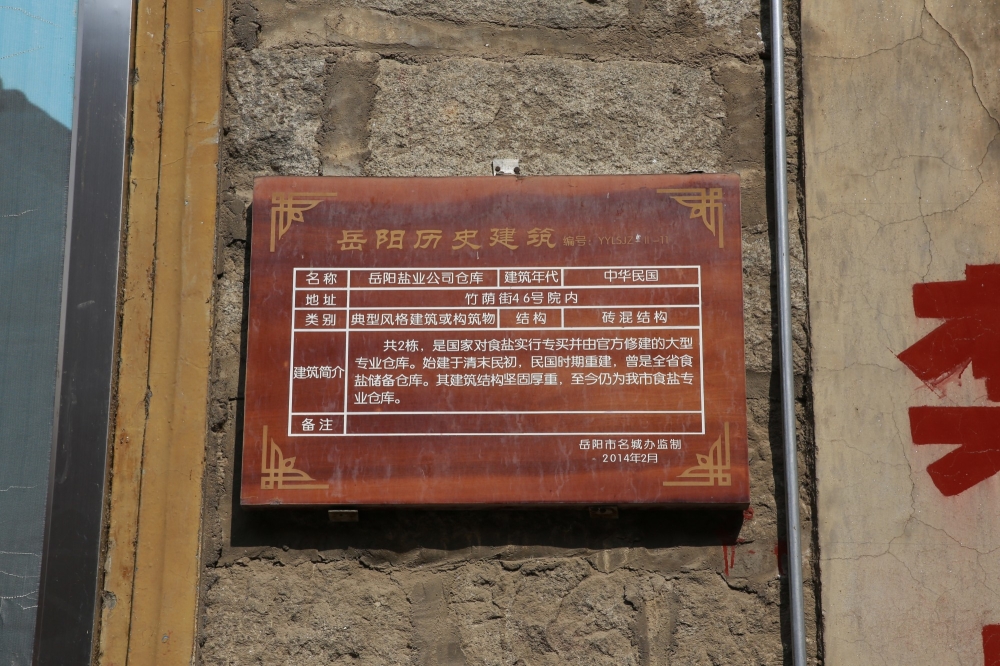 岳阳历史建筑 编号：YYLSJZ-II-11
名称 岳阳盐业公司仓库 建筑年代 中华民国
地址 竹荫街46号院内
类别 典型风格建筑或构筑物 结构 砖混结构
建筑简介
共2栋，是国家对食盐实行专买并由官方修建的大型
专业仓库。始建于清末民初，民国时期重建，曾是全省食
盐储备仓库。其建筑结构坚固厚重，至今仍为我市食盐专
业仓库。
备注
岳阳市名城办监制
2014年2月